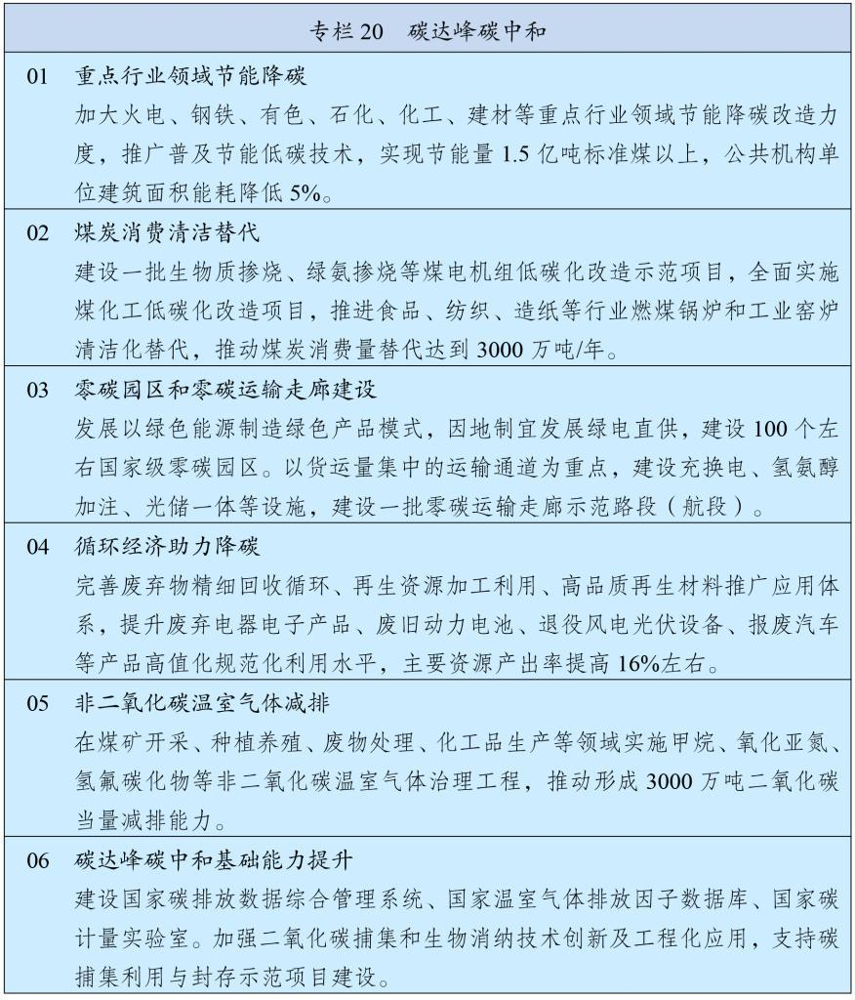 专栏 20 碳达峰碳中和
01 重点行业领域节能降碳
加大火电、钢铁、有色、石化、化工、建材等重点行业领域节能降碳改造力
度，推广普及节能低碳技术，实现节能量 1.5 亿吨标准煤以上，公共机构单
位建筑面积能耗降低 5%。
02 煤炭消费清洁替代
建设一批生物质掺烧、绿氨掺烧等煤电机组低碳化改造示范项目，全面实施
煤化工低碳化改造项目，推进食品、纺织、造纸等行业燃煤锅炉和工业窑炉
清洁化替代，推动煤炭消费量替代达到 3000 万吨/年。
03 零碳园区和零碳运输走廊建设
发展以绿色能源制造绿色产品模式，因地制宜发展绿电直供，建设 100 个左
右国家级零碳园区。以货运量集中的运输通道为重点，建设充换电、氢氨醇
加注、光储一体等设施，建设一批零碳运输走廊示范路段（航段）。
04 循环经济助力降碳
完善废弃物精细回收循环、再生资源加工利用、高品质再生材料推广应用体
系，提升废弃电器电子产品、废旧动力电池、退役风电光伏设备、报废汽车
等产品高值化规范化利用水平，主要资源产出率提高 16%左右。
05 非二氧化碳温室气体减排
在煤矿开采、种植养殖、废物处理、化工品生产等领域实施甲烷、氧化亚氮、
氢氟碳化物等非二氧化碳温室气体治理工程，推动形成 3000 万吨二氧化碳
当量减排能力。
06 碳达峰碳中和基础能力提升
建设国家碳排放数据综合管理系统、国家温室气体排放因子数据库、国家碳
计量实验室。加强二氧化碳捕集和生物消纳技术创新及工程化应用，支持碳
捕集利用与封存示范项目建设。